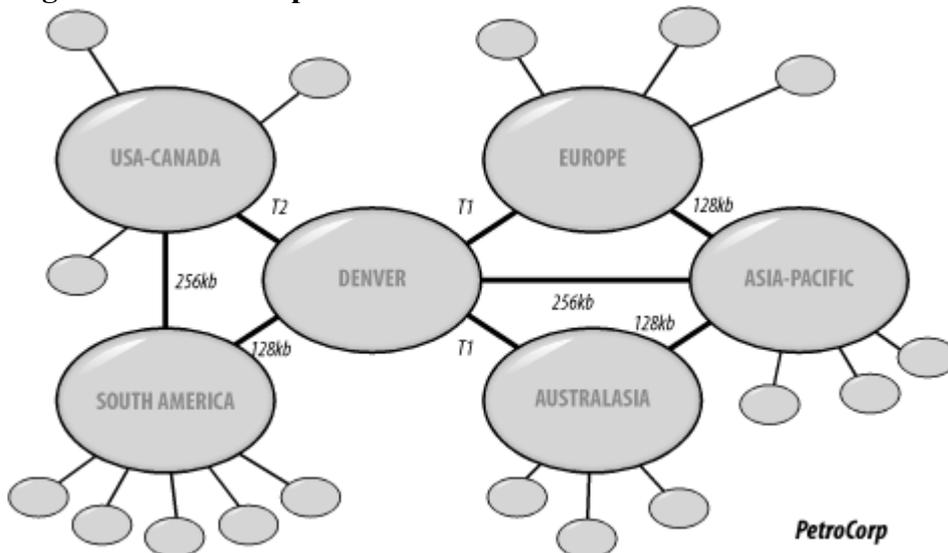 USA-CANADA
EUROPE
T2
T1
128kb
256kb
DENVER
ASIA-PACIFIC
256kb
128kb
128kb
T1
SOUTH AMERICA
AUSTRALASIA
PetroCorp